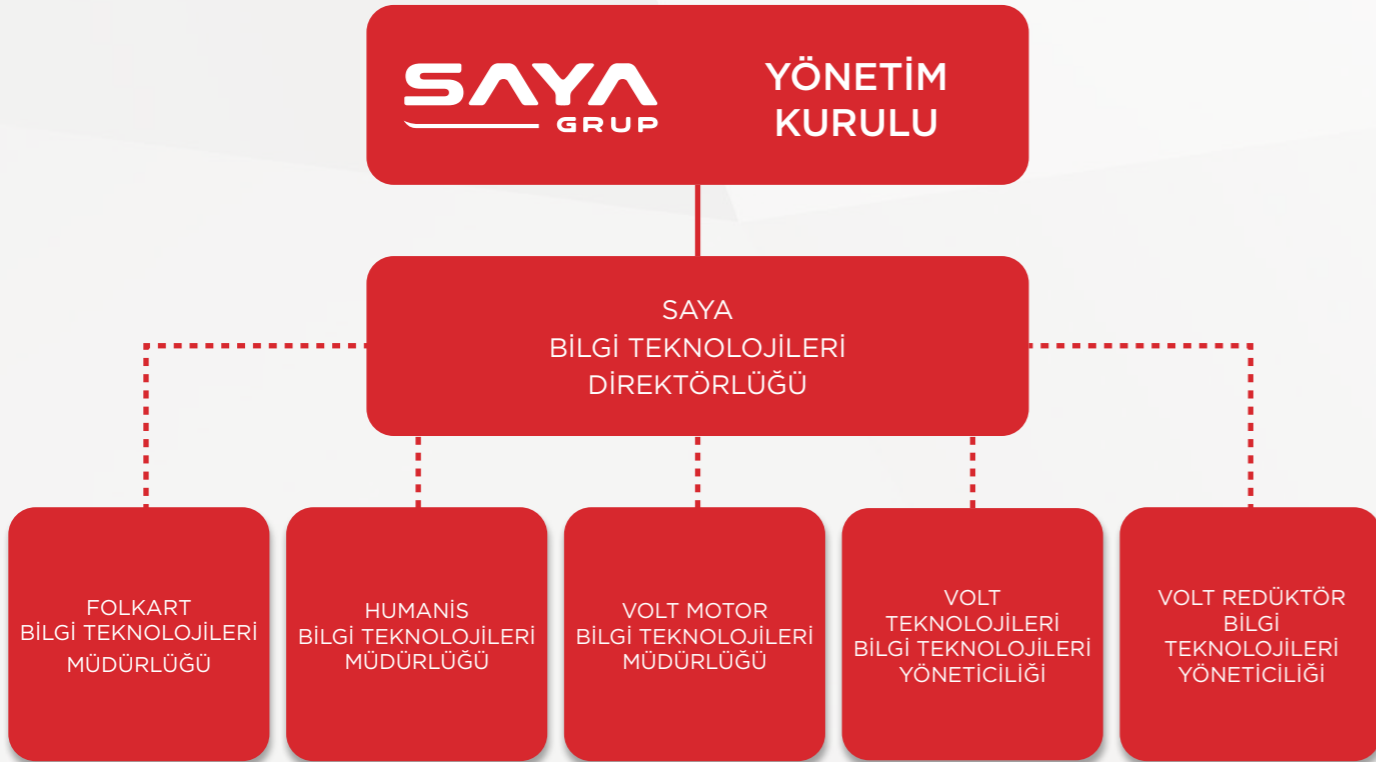 SAYA
GRUP
YÖNETİM
KURULU
SAYA
BİLGİ TEKNOLOJİLERİ
DİREKTÖRLÜĞÜ
FOLKART
BİLGİ TEKNOLOJİLERİ
MÜDÜRLÜĞÜ
HUMANIS
BİLGİ TEKNOLOJİLERİ
MÜDÜRLÜĞÜ
VOLT MOTOR
BİLGİ TEKNOLOJİLERİ
MÜDÜRLÜĞÜ
VOLT
TEKNOLOJİLERİ
BİLGİ TEKNOLOJİLERİ
YÖNETİCİLİĞİ
VOLT REDÜKTÖR
BİLGİ
TEKNOLOJİLERİ
YÖNETİCİLİĞİ